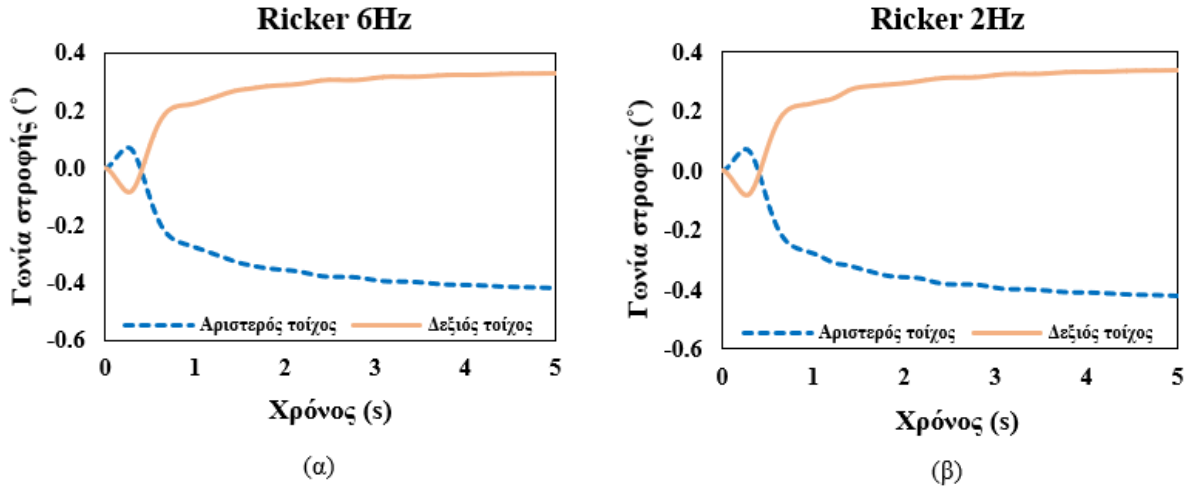 Ricker 6Hz
0.4
0.2
0.0
-0.2
-0.4
-0.6
Γωνία στροφής (°)
Αριστερός τοίχος
Δεξιός τοίχος
0 1 2 3 4 5
Χρόνος (s)
(α)
Ricker 2Hz
0.4
0.2
0.0
-0.2
-0.4
-0.6
Γωνία στροφής (°)
Αριστερός τοίχος
Δεξιός τοίχος
0 1 2 3 4 5
Χρόνος (s)
(β)